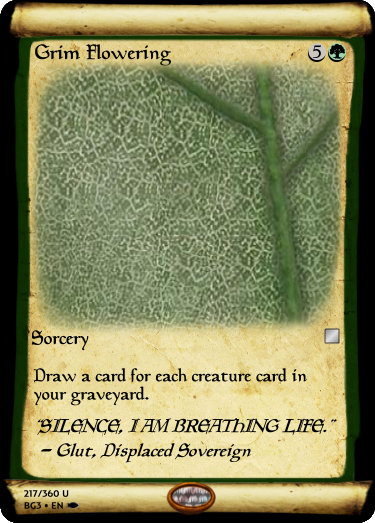 Grim Flowering 5
Sorcery
Draw a card for each creature card in
your graveyard.
"SILENCE, I AM BREATHING LIFE."
– Glut, Displaced Sovereign
217/360 U
BG3 • EN